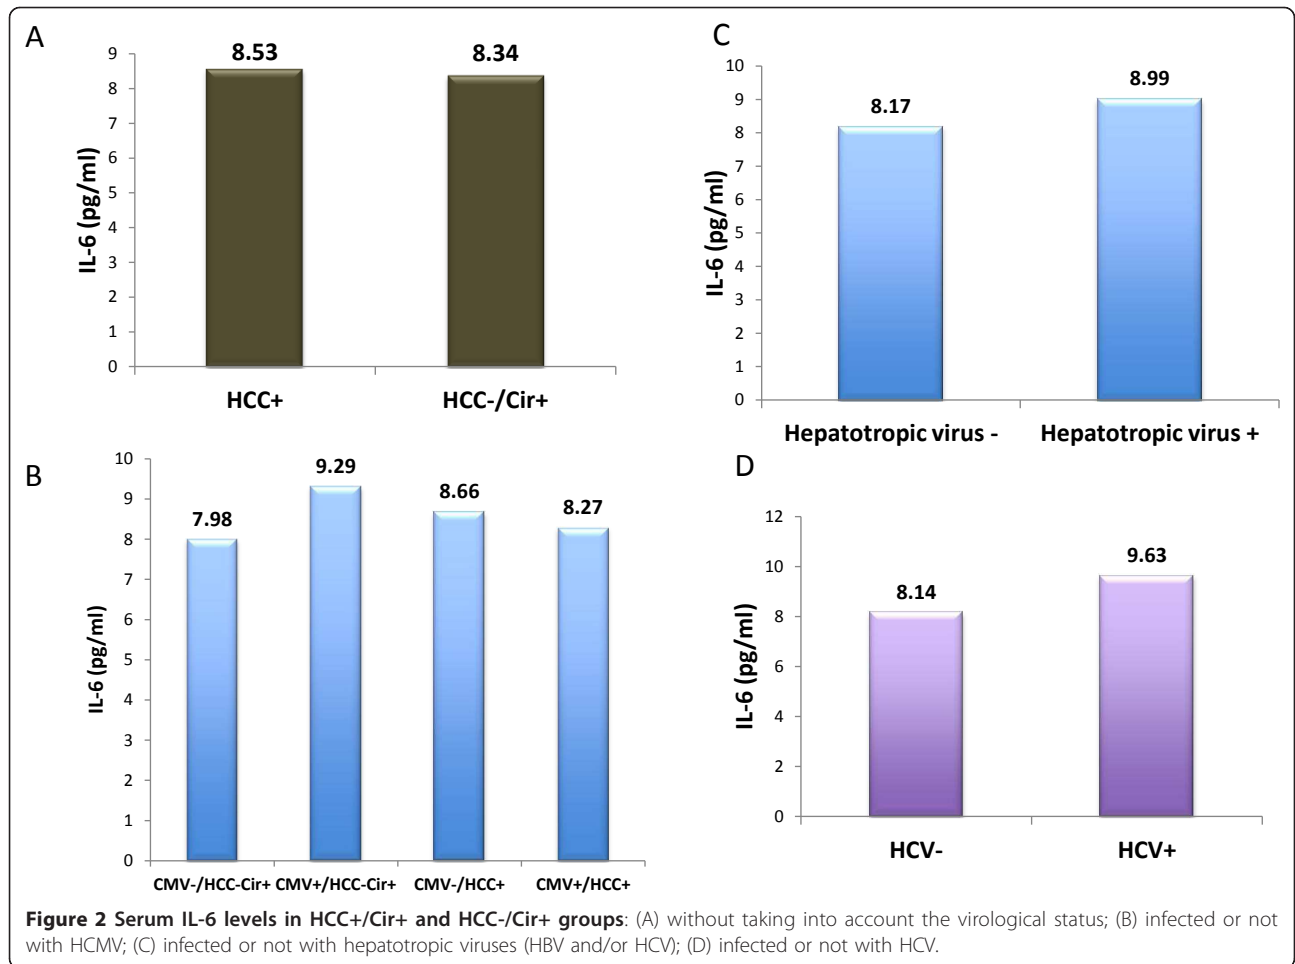 A
IL-6 (pg/ml)
9
8
7
6
5
4
3
2
1
0
8.53
8.34
HCC+
HCC-/Cir+
C
IL-6 (pg/ml)
10
9
8
7
6
5
4
3
2
1
0
8.17
8.99
Hepatotropic virus -
Hepatotropic virus +
B
IL-6 (pg/ml)
10
9
8
7
6
5
4
3
2
1
0
7.98
9.29
8.66
8.27
CMV-/HCC-Cir+
CMV+/HCC-Cir+
CMV-/HCC+
CMV+/HCC+
D
IL-6 (pg/ml)
12
10
8
6
4
2
0
8.14
9.63
HCV-
HCV+
Figure 2 Serum IL-6 levels in HCC+/Cir+ and HCC-/Cir+ groups: (A) without taking into account the virological status; (B) infected or not
with HCMV; (C) infected or not with hepatotropic viruses (HBV and/or HCV); (D) infected or not with HCV.